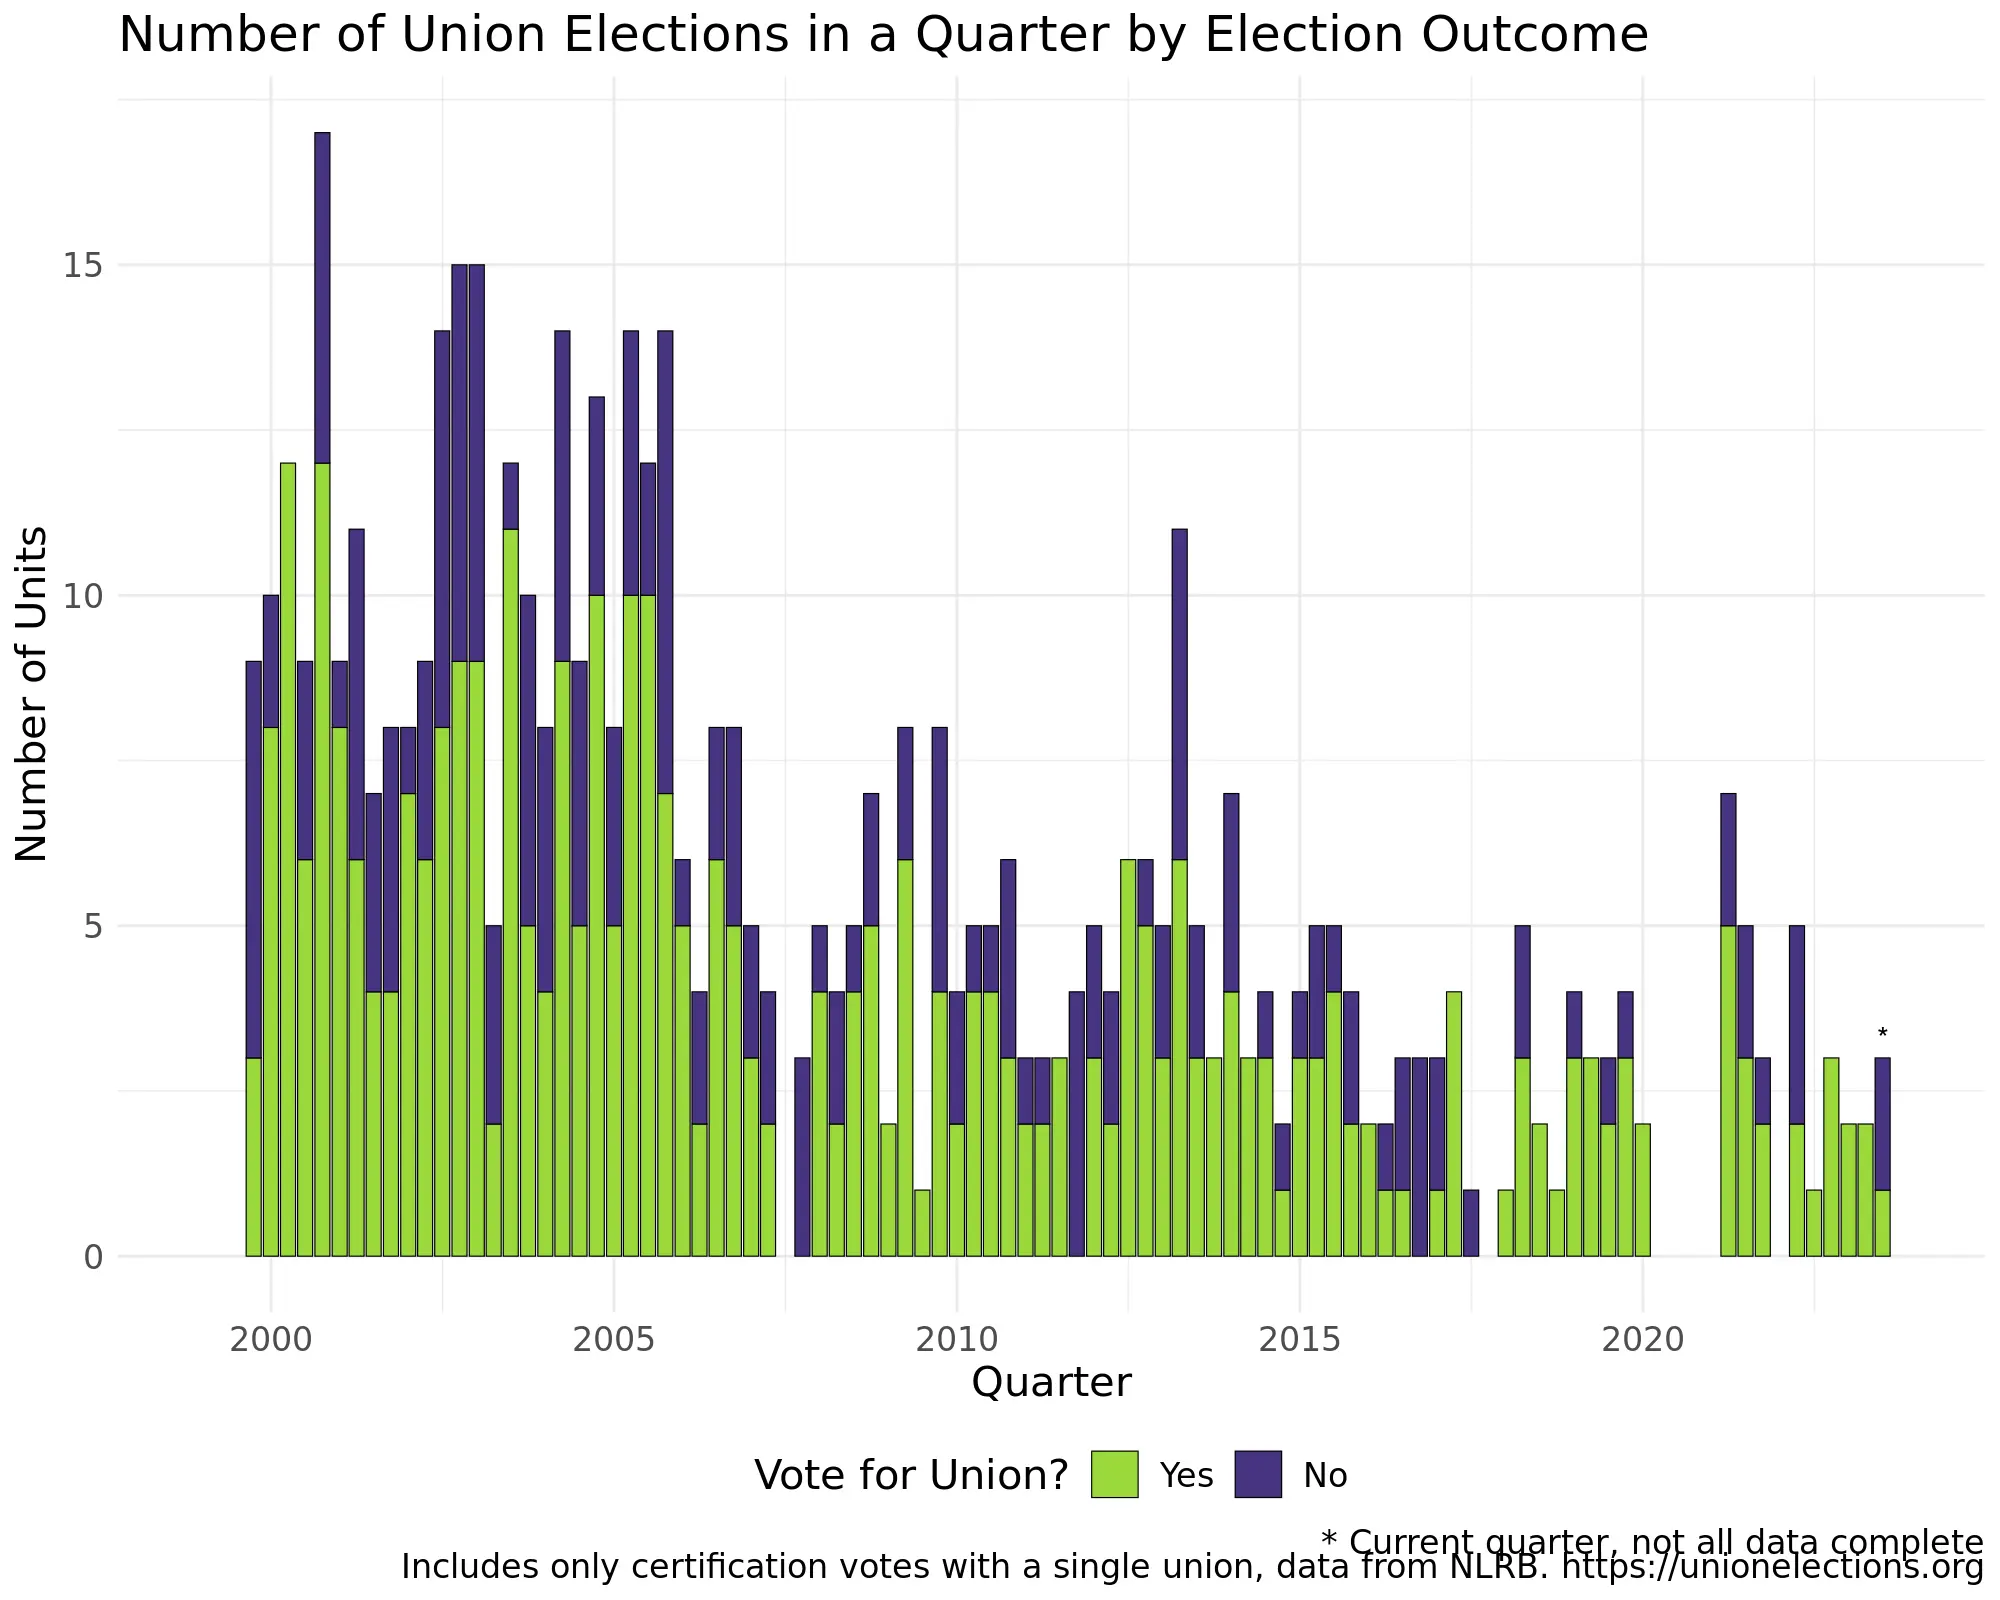 Number of Union Elections in a Quarter by Election Outcome
Number of Units
15
10
5
0
*
2000 2005 2010 2015 2020
Quarter
Vote for Union? Yes No
* Current quarter, not all data complete
Includes only certification votes with a single union, data from NLRB. https://unionelections.org